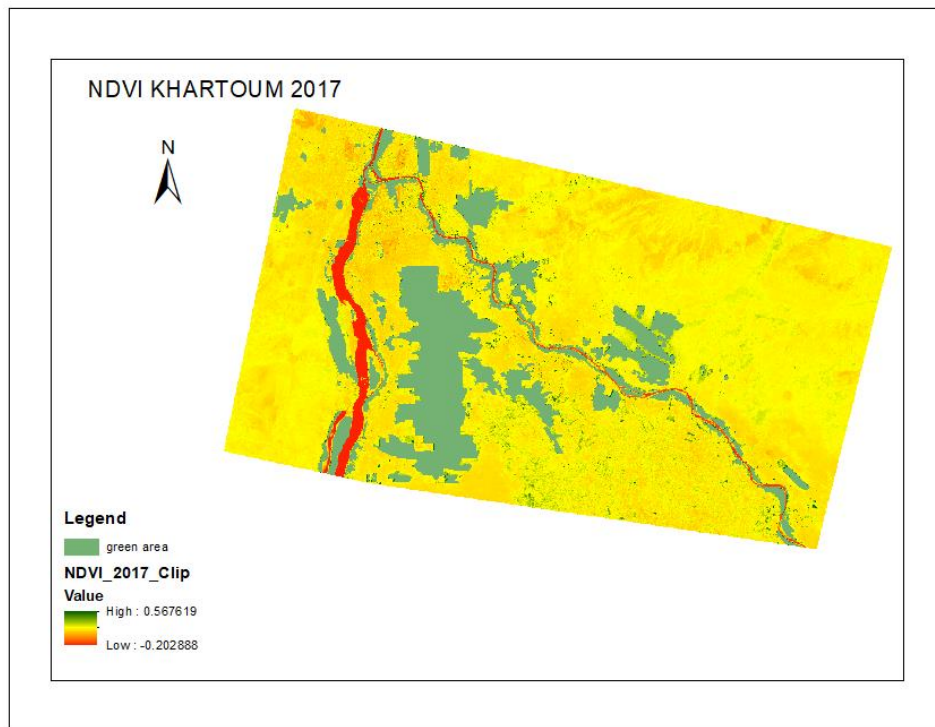 NDVI KHARTOUM 2017
N
Legend
green area
NDVI_2017_Clip
Value
High : 0.567619
Low : -0.202888